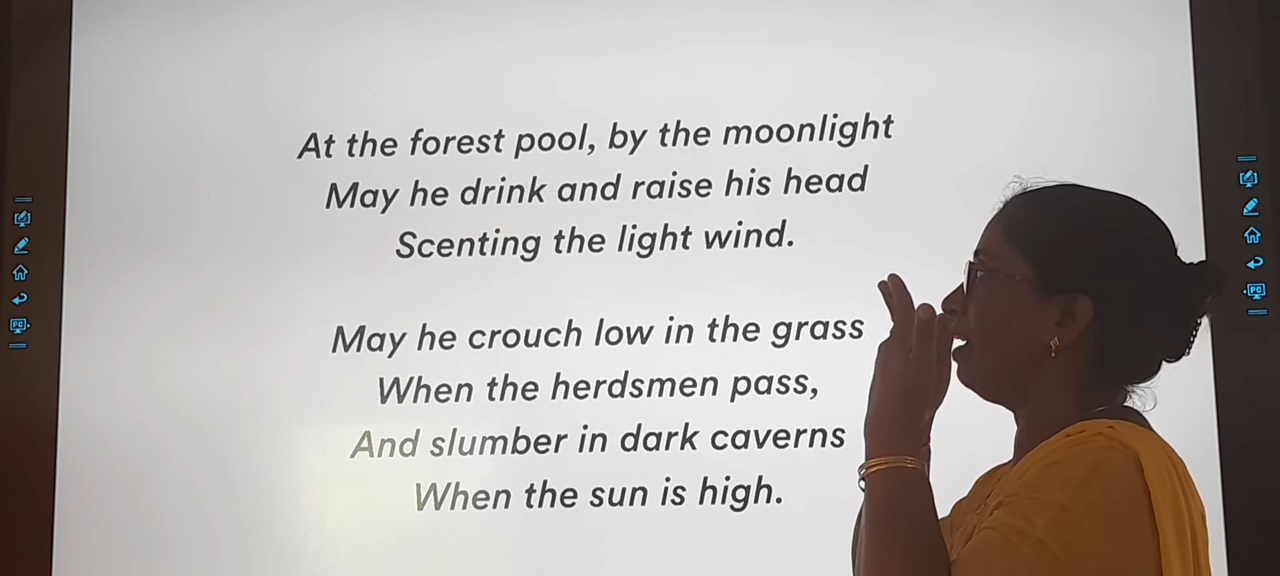 At the forest pool, by the moonlight
May he drink and raise his head
Scenting the light wind.
May he crouch low in the grass
When the herdsmen pass,
And slumber in dark caverns
When the sun is high.
PC
PC